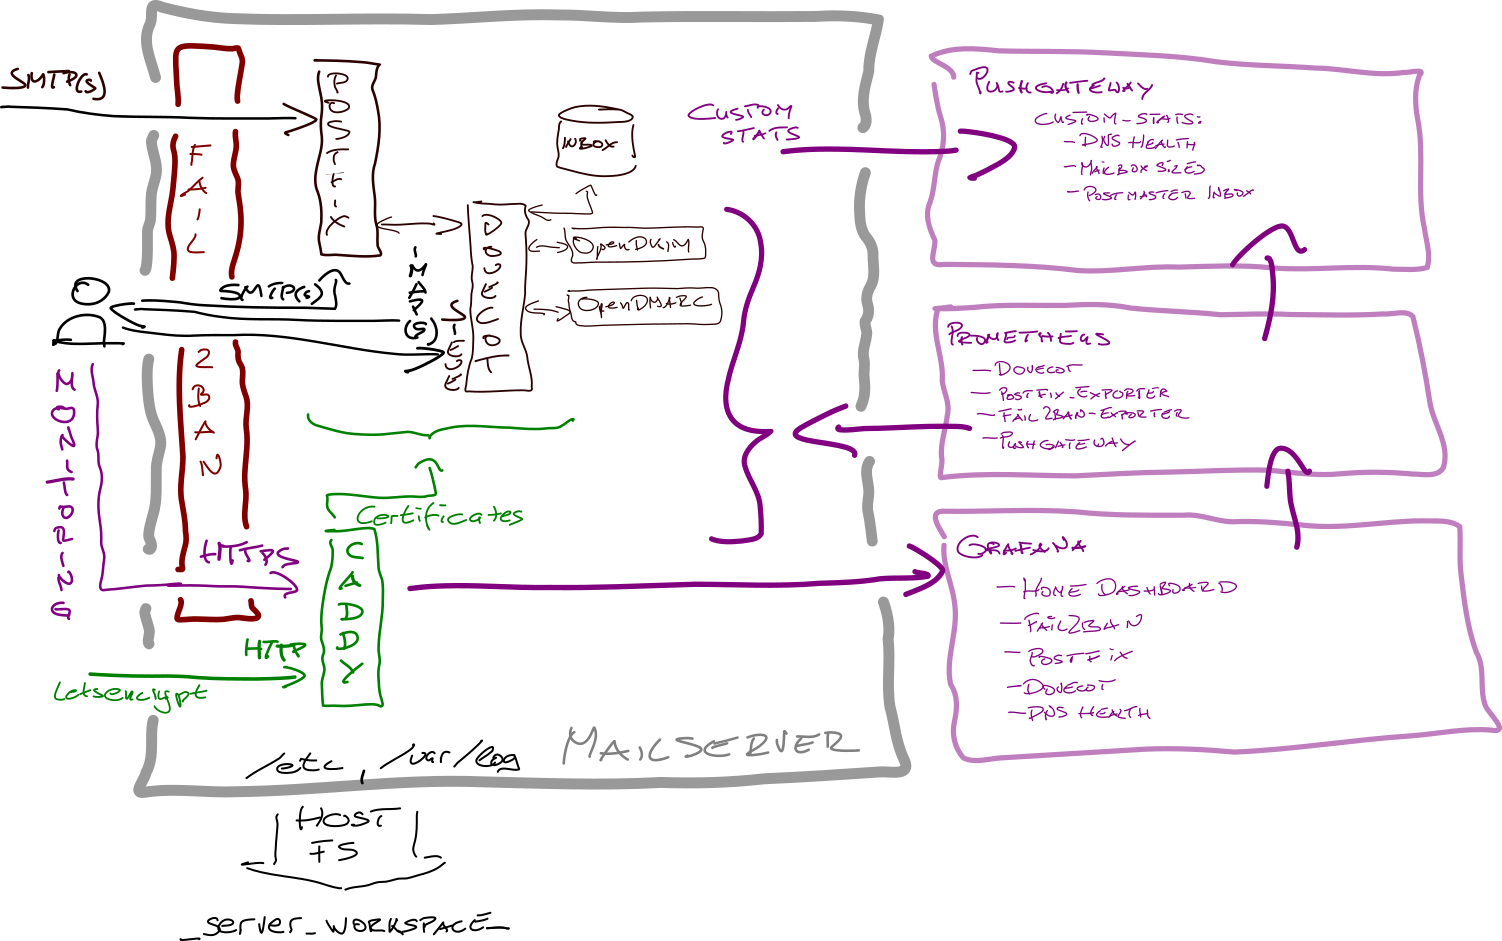 SMTP(s)
FAIL
2BAN
POSTFIX
INBOX
DOVECOT
OpenDKIM
OpenDMARC
SMTP(s)
IMAP(S)
SIEVE
MONITORING
HTTPS
Certificates
CADDY
HTTP
Letsencrypt
CUSTOM
STATS
MAILSERVER
/etc, /var/log
HOST
FS
_server_WORKSPACE_
PUSHGATEWAY
CUSTOM_STATS:
- DNS HEALTH
- MAILBOX SIZES
- POSTMASTER INBOX
PROMETHEUS
- DOVECOT
- POSTFIX_EXPORTER
- FAIL2BAN-EXPORTER
- PUSHGATEWAY
GRAFANA
- HOME DASHBOARD
- FAIL2BAN
- POSTFIX
- DOVECOT
- DNS HEALTH